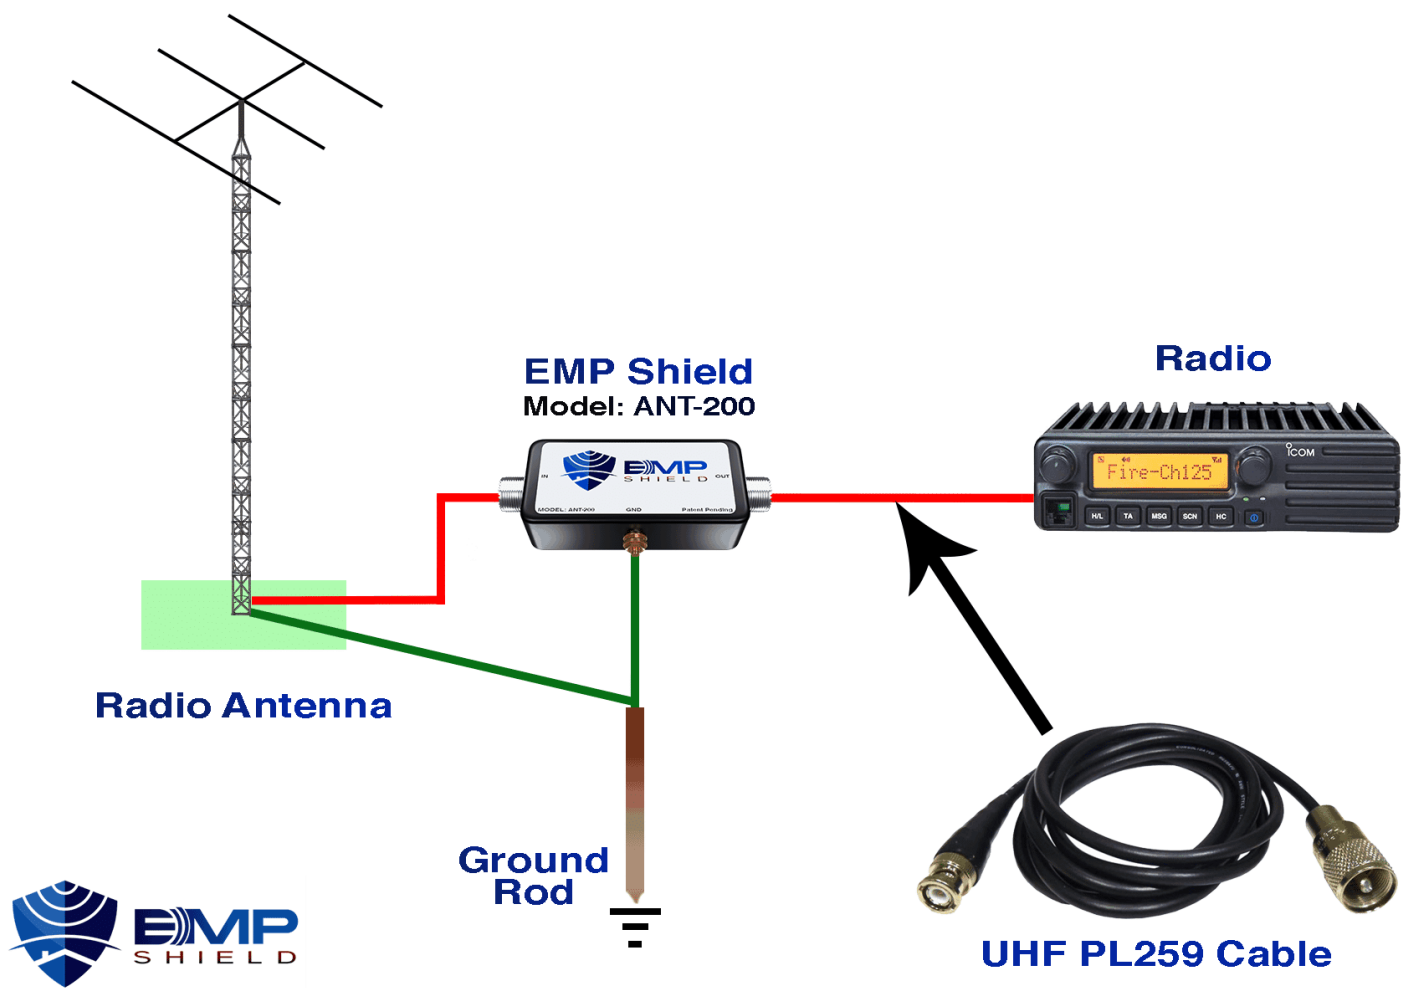 EMP Shield
Model: ANT-200
Radio
IN
EMP
SHIELD
OUT
MODEL: ANT-200
GND
Patent Pending
Fire-Ch125
ICOM
H/L
TA
MSG
SCN
HC
Radio Antenna
Ground
Rod
EMP
SHIELD
UHF PL259 Cable